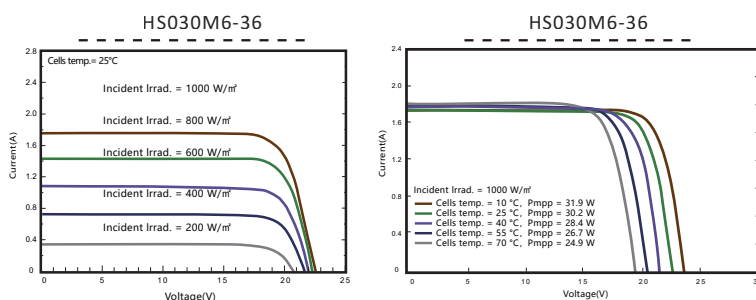 HS030M6-36
2.8
Cells temp.= 25°C
Incident Irrad. = 1000 W/㎡
2.4
2.0
Incident Irrad. = 800 W/㎡
1.6
Incident Irrad. = 600 W/㎡
1.2
Current(A)
Incident Irrad. = 400 W/㎡
0.8
Incident Irrad. = 200 W/㎡
0.4
0
0 5 10 15 20 25
Voltage(V)
HS030M6-36
2.4
2.0
1.6
1.2
Current(A)
Incident Irrad. = 1000 W/㎡
Cells temp. = 10 °C, Pmpp = 31.9 W
0.8
Cells temp. = 25 °C, Pmpp = 30.2 W
Cells temp. = 40 °C, Pmpp = 28.4 W
Cells temp. = 55 °C, Pmpp = 26.7 W
0.4
Cells temp. = 70 °C, Pmpp = 24.9 W
0
0 5 10 15 20 25
Voltage(V)